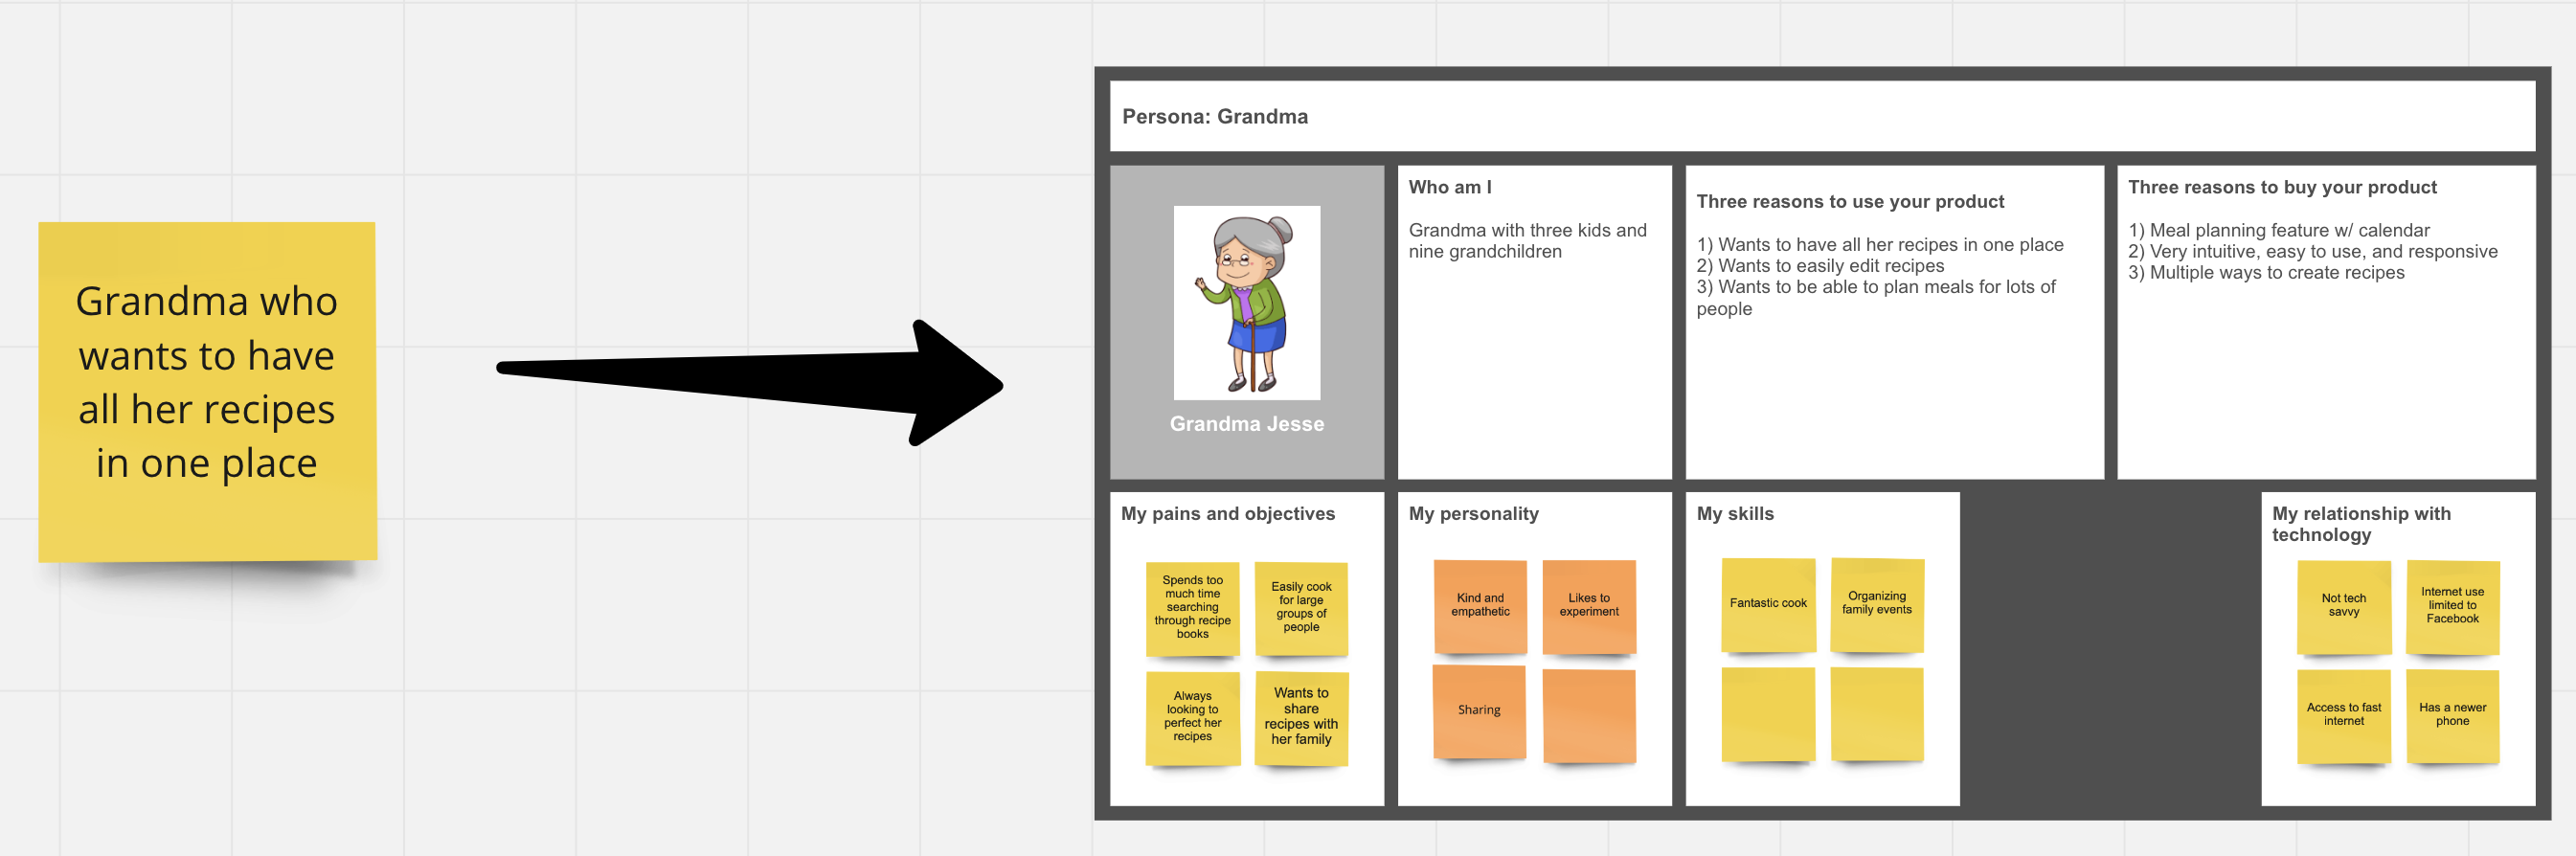 Grandma who
wants to have
all her recipes
in one place
Persona: Grandma
Grandma Jesse
Who am I
Grandma with three kids and
nine grandchildren
Three reasons to use your product
1) Wants to have all her recipes in one place
2) Wants to easily edit recipes
3) Wants to be able to plan meals for lots of
people
Three reasons to buy your product
1) Meal planning feature w/ calendar
2) Very intuitive, easy to use, and responsive
3) Multiple ways to create recipes
My pains and objectives
Spends too
much time
searching
through recipe
books
Easily cook
for large
groups of
people
Always
looking to
perfect her
recipes
Wants to
share
recipes with
her family
My personality
Kind and
empathetic
Likes to
experiment
Sharing
My skills
Fantastic cook
Organizing
family events
My relationship with
technology
Not tech
savvy
Internet use
limited to
Facebook
Access to fast
internet
Has a newer
phone